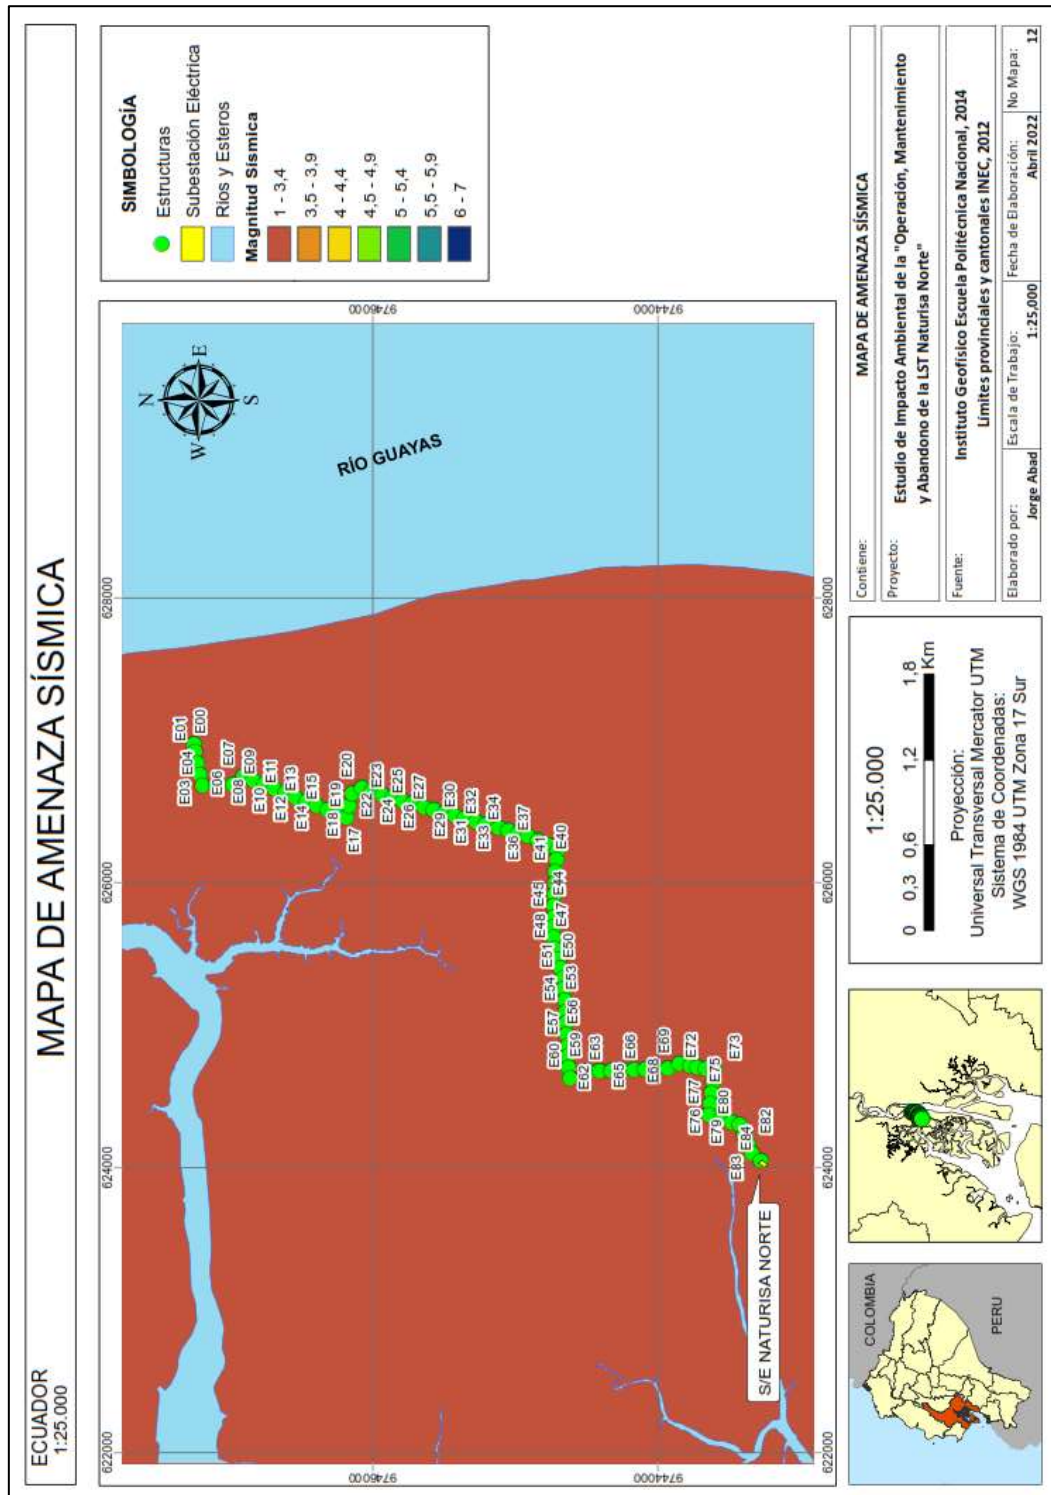 ECUADOR
1:25.000
MAPA DE AMENAZA SÍSMICA
622000
624000
626000
628000
9746000
9744000
N
W
E
S
RÍO GUAYAS
E01
E00
E03
E04
E06
E07
E08
E09
E10
E11
E12
E13
E14
E15
E18
E19
E20
E17
E22
E23
E24
E25
E26
E27
E29
E30
E31
E32
E33
E34
E36
E37
E41
E40
E45
E44
E48
E47
E51
E50
E54
E53
E57
E56
E60
E59
E62
E63
E65
E66
E68
E69
E72
E73
E75
E77
E76
E80
E79
E84
E82
E83
S/E NATURISA NORTE
9746000
9744000
622000
624000
626000
628000
SIMBOLOGÍA
Estructuras
Subestación Eléctrica
Rios y Esteros
Magnitud Sísmica
1 - 3,4
3,5 - 3,9
4 - 4,4
4,5 - 4,9
5 - 5,4
5,5 - 5,9
6 - 7
COLOMBIA
PERU
1:25.000
0 0,3 0,6 1,2 1,8
Km
Proyección:
Universal Transversal Mercator UTM
Sistema de Coordenadas:
WGS 1984 UTM Zona 17 Sur
Contiene:
MAPA DE AMENAZA SÍSMICA
Proyecto:
Estudio de Impacto Ambiental de la "Operación, Mantenimiento
y Abandono de la LST Naturisa Norte"
Fuente:
Instituto Geofísico Escuela Politécnica Nacional, 2014
Límites provinciales y cantonales INEC, 2012
Elaborado por:
Jorge Abad
Escala de Trabajo:
1:25,000
Fecha de Elaboración:
Abril 2022
No Mapa:
12